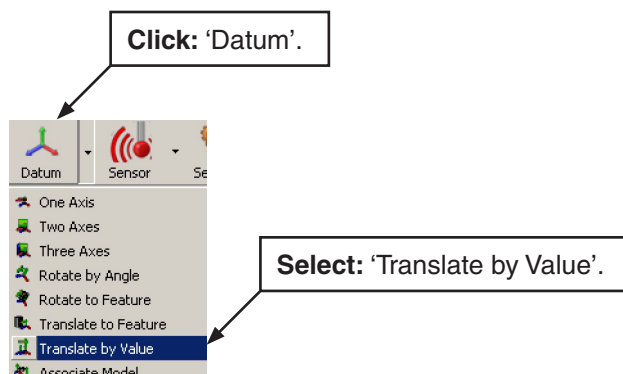 Click: ‘Datum’.
Datum
Sensor
Se
One Axis
Two Axes
Three Axes
Rotate by Angle
Rotate to Feature
Translate to Feature
Translate by Value
Associate Model
Select: ‘Translate by Value’.